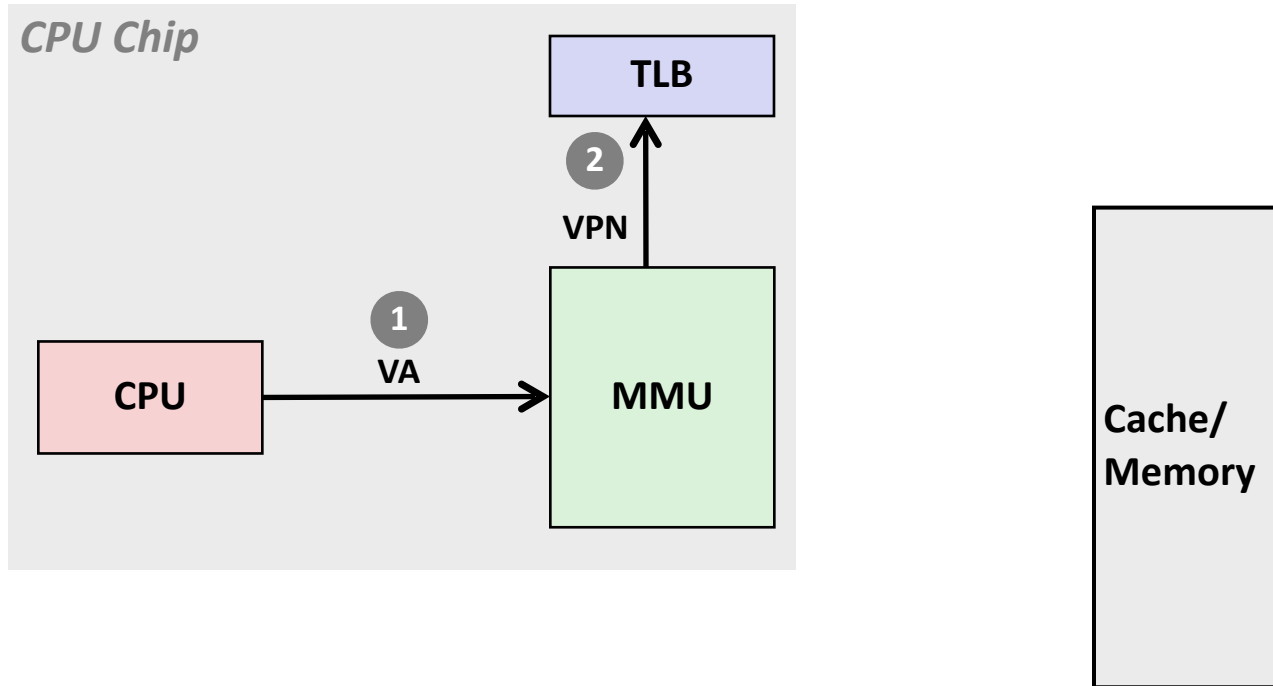 CPU Chip
TLB
2
VPN
1
VA
CPU
MMU
Cache/
Memory